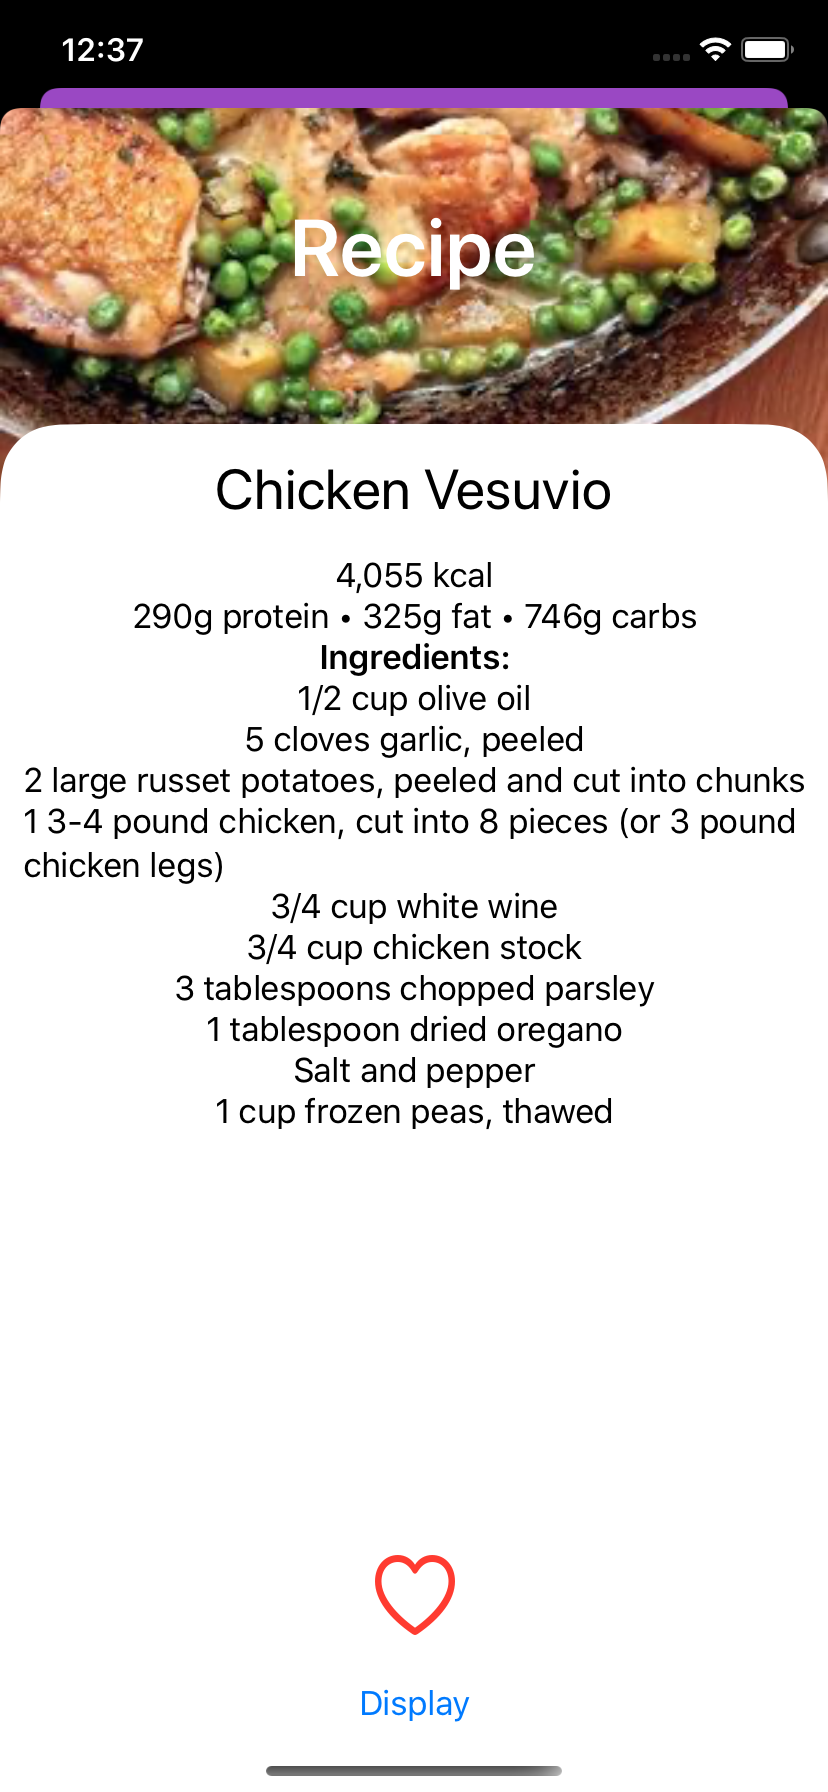 12:37
Recipe
Chicken Vesuvio
4,055 kcal
290g protein • 325g fat • 746g carbs
Ingredients:
1/2 cup olive oil
5 cloves garlic, peeled
2 large russet potatoes, peeled and cut into chunks
1 3-4 pound chicken, cut into 8 pieces (or 3 pound
chicken legs)
3/4 cup white wine
3/4 cup chicken stock
3 tablespoons chopped parsley
1 tablespoon dried oregano
Salt and pepper
1 cup frozen peas, thawed
Display